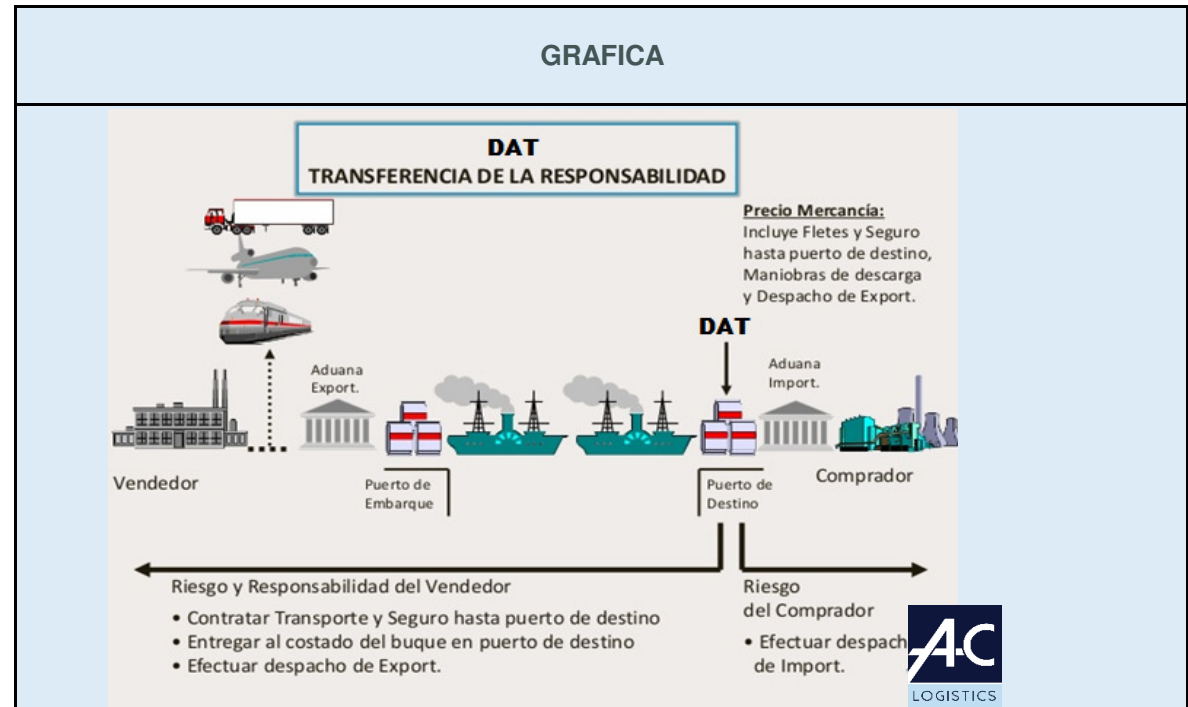 GRAFICA
DAT
TRANSFERENCIA DE LA RESPONSABILIDAD
Precio Mercancía:
Incluye Fletes y Seguro
hasta puerto de destino,
Maniobras de descarga
y Despacho de Export.
DAT
Aduana
Export.
Aduana
Import.
Vendedor
Puerto de
Embarque
Puerto de
Destino
Comprador
Riesgo y Responsabilidad del Vendedor
• Contratar Transporte y Seguro hasta puerto de destino
• Entregar al costado del buque en puerto de destino
• Efectuar despacho de Export.
Riesgo
del Comprador
• Efectuar despach
de Import.
A-C
LOGISTICS